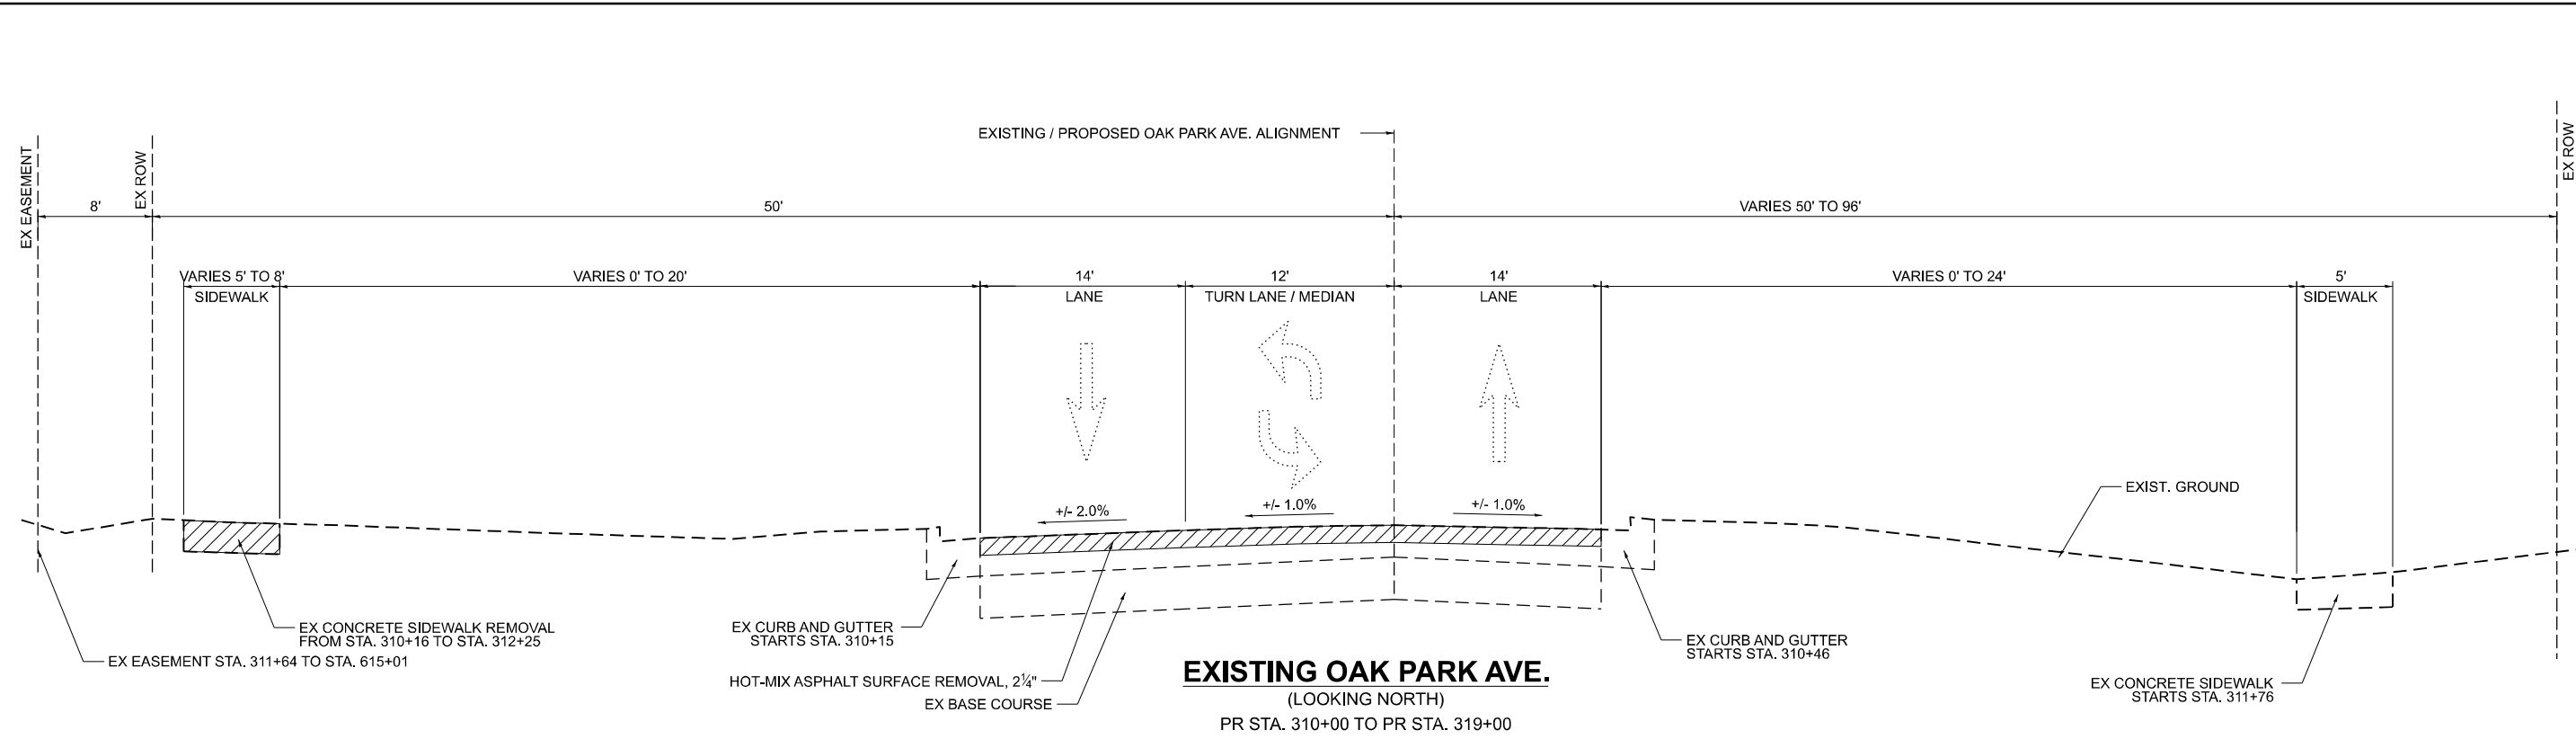 EXISTING / PROPOSED OAK PARK AVE. ALIGNMENT
EX EASEMENT
EX ROW
EX ROW
8'
50'
VARIES 50' TO 96'
VARIES 5' TO 8'
SIDEWALK
VARIES 0' TO 20'
14'
LANE
12'
TURN LANE / MEDIAN
14'
LANE
VARIES 0' TO 24'
5'
SIDEWALK
+/- 2.0%
+/- 1.0%
+/- 1.0%
EXIST. GROUND
EX CONCRETE SIDEWALK REMOVAL
FROM STA. 310+16 TO STA. 312+25
EX EASEMENT STA. 311+64 TO STA. 615+01
EX CURB AND GUTTER
STARTS STA. 310+15
HOT-MIX ASPHALT SURFACE REMOVAL, 2¼"
EX BASE COURSE
EX CURB AND GUTTER
STARTS STA. 310+46
EX CONCRETE SIDEWALK
STARTS STA. 311+76
EXISTING OAK PARK AVE.
(LOOKING NORTH)
PR STA. 310+00 TO PR STA. 319+00